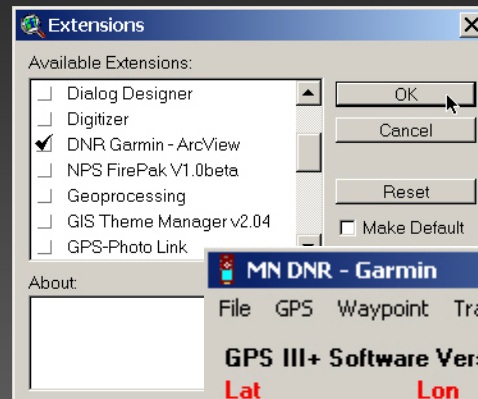 Extensions
Available Extensions:
Dialog Designer
Digitizer
DNR Garmin - ArcView
NPS FirePak V1.0beta
Geoprocessing
GIS Theme Manager v2.04
GPS-Photo Link
OK
Cancel
Reset
Make Default
About:
MN DNR - Garmin
File GPS Waypoint Tra
GPS III+ Software Vers
Lat Lon